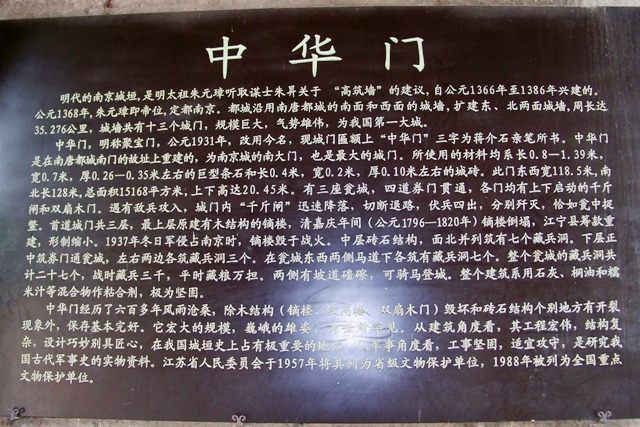 中华门
明代的南京城垣,是明太祖朱元璋听取谋士朱昇关于 “高筑墙” 的建议,自公元1366年至1386年兴建的。
公元1368年,朱元璋即帝位,定都南京。都城沿用南唐都城的南面和西面的城墙,扩建东、北两面城墙,周长达
35.276公里，城墙共有十三个城门，规模巨大，气势雄伟，为我国第一大城。
中华门，明称聚宝门，公元1931年，改用今名，现城门匾额上“中华门”三字为蒋介石亲笔所书。中华门
是在南唐都城南门的故址上重建的，为南京城的南大门，也是最大的城门。所使用的材料均系长0.8—1.39米，
宽0.7米，厚0.26—0.35米左右的巨型条石和长0.4米，宽0.2米，厚0.10米左右的城砖。此门东西宽118.5米,南
北长128米,总面积15168平方米;上下高达20.45米。有三座瓮城，四道券门贯通，各门均有上下启动的千斤
闸和双扇木门。遇有敌兵攻入，城门内“千斤闸”迅速降落，切断退路，伏兵四出，分别歼灭，恰如瓮中捉
鳖。首道城门共三层，最上层原建有木结构的镝楼，清嘉庆年间（公元1796—1820年）镝楼倒塌，江宁县筹款重
建，形制缩小。1937年冬日军侵占南京时，镝楼毁于战火。中层砖石结构，面北并列筑有七个藏兵洞。下层正
中筑券门通瓮城，左右两边各筑藏兵洞三个。在瓮城东西两侧马道下各筑有藏兵洞七个。整个瓮城的藏兵洞共
计二十七个，战时藏兵三千，平时藏粮万担。两侧有坡道礓磜，可骑马登城。整个建筑系用石灰、桐油和糯
米汁等混合物作粘合剂，极为坚固。
中华门经历了六百多年风雨沧桑，除木结构（镝楼、 双扇木门）毁坏和砖石结构个别地方有开裂
现象外，保存基本完好。它宏大的规模，巍峨的雄姿， 罕见。从建筑角度看，其工程宏伟，结构复
杂，设计巧妙别具匠心，在我国城垣史上占有极重要的地位。从军事角度看，工事坚固，适宜攻守，是研究我
国古代军事史的实物资料。江苏省人民委员会于1957年将其列为省级文物保护单位，1988年被列为全国重点
文物保护单位。